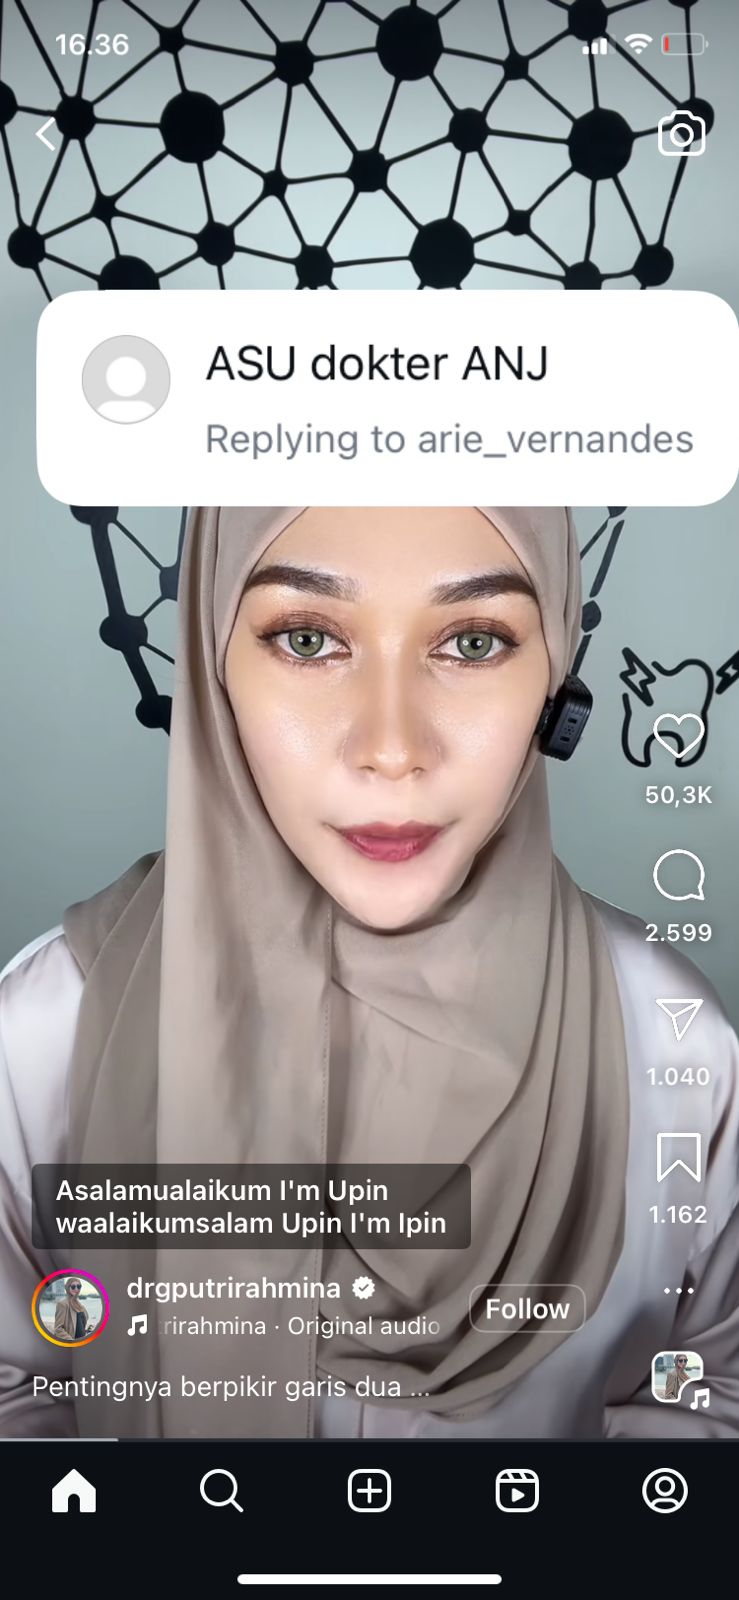 16.36
ASU dokter ANJ
Replying to arie_vernandes
50,3K
2.599
1.040
1.162
Asalamualaikum I'm Upin
waalaikumsalam Upin I'm Ipin
drgputrirahmina
rirahmina · Original audio
Follow
Pentingnya berpikir garis dua ...